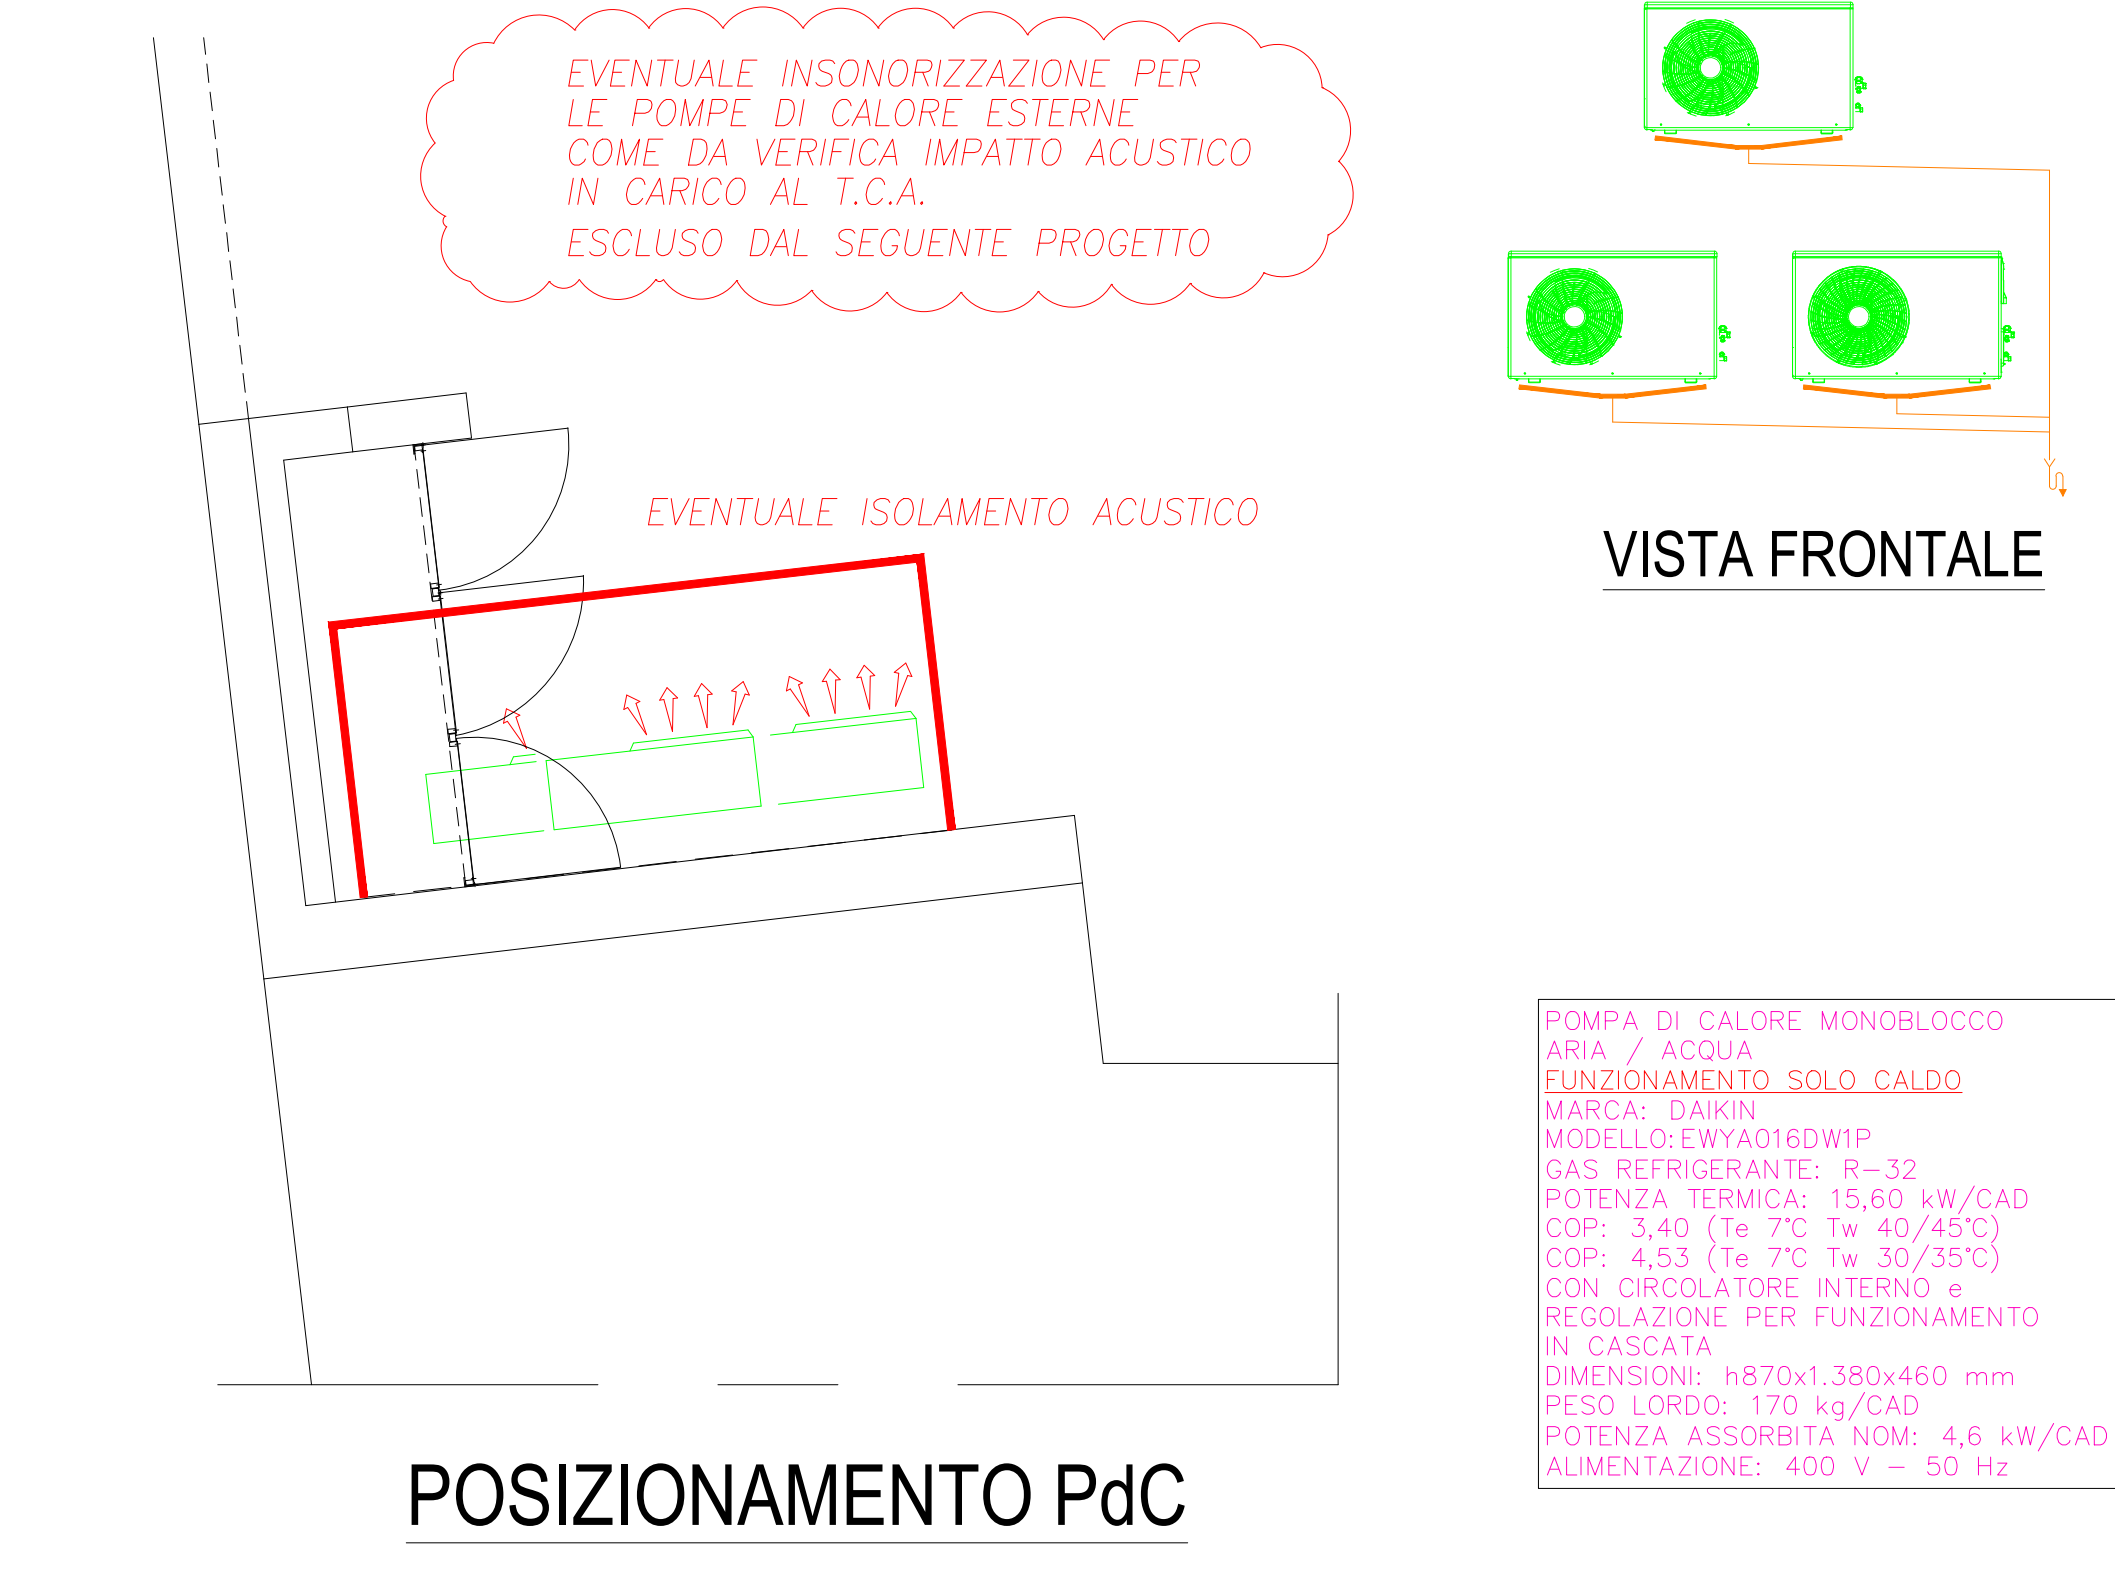 EVENTUALE INSONORIZZAZIONE PER
LE POMPE DI CALORE ESTERNE
COME DA VERIFICA IMPATTO ACUSTICO
IN CARICO AL T.C.A.
ESCLUSO DAL SEGUENTE PROGETTO
EVENTUALE ISOLAMENTO ACUSTICO
VISTA FRONTALE
POMPA DI CALORE MONOBLOCCO
ARIA / ACQUA
FUNZIONAMENTO SOLO CALDO
MARCA: DAIKIN
MODELLO: EWYA016DW1P
GAS REFRIGERANTE: R-32
POTENZA TERMICA: 15,60 kW/CAD
COP: 3,40 (Te 7°C Tw 40/45°C)
COP: 4,53 (Te 7°C Tw 30/35°C)
CON CIRCOLATORE INTERNO e
REGOLAZIONE PER FUNZIONAMENTO
IN CASCATA
DIMENSIONI: h870x1.380x460 mm
PESO LORDO: 170 kg/CAD
POTENZA ASSORBITA NOM: 4,6 kW/CAD
ALIMENTAZIONE: 400 V - 50 Hz
POSIZIONAMENTO PdC